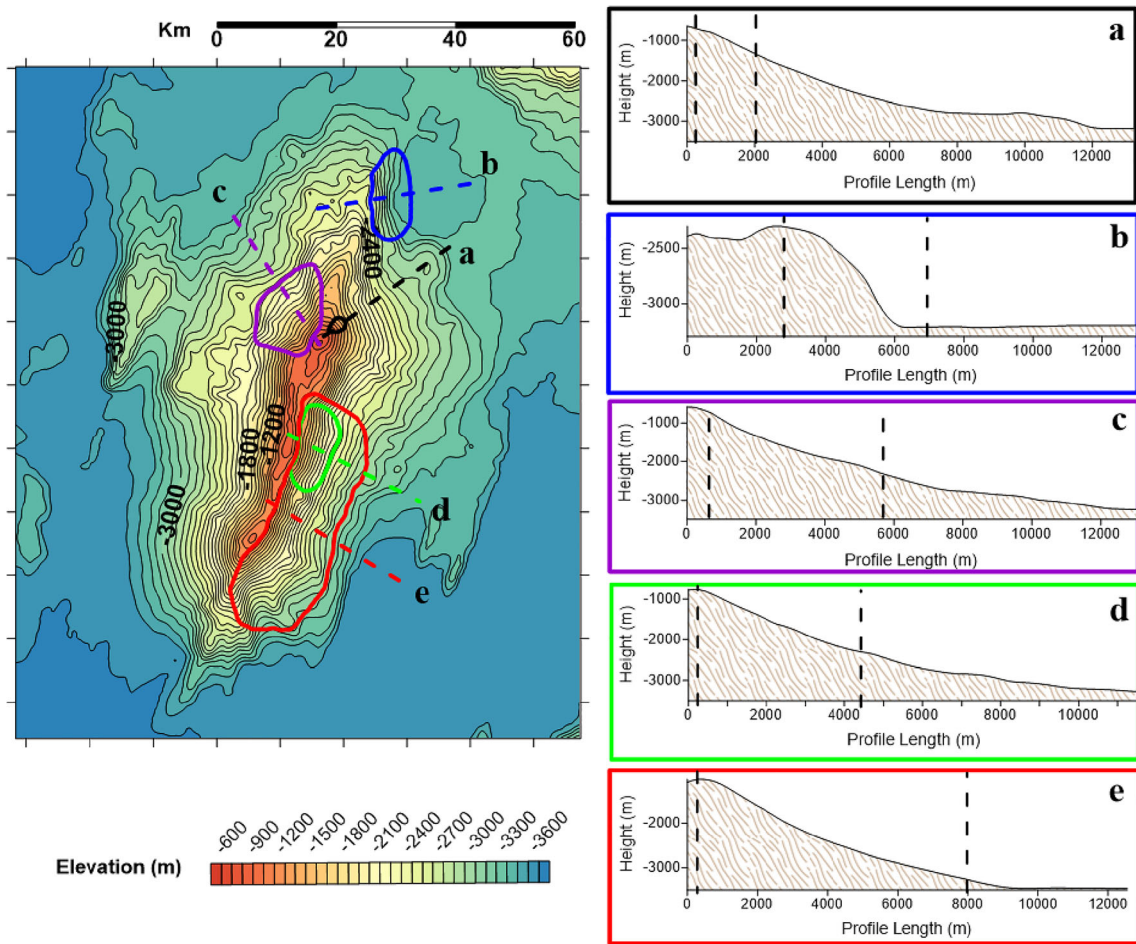 Km 0 20 40 60
b
c
a
-2400
-3000
-1200
-1800
-3000
d
e
Elevation (m)
-600 -900 -1200 -1500 -1800 -2100 -2400 -2700 -3000 -3300 -3600
a
Height (m)
-1000
-2000
-3000
0 2000 4000 6000 8000 10000 12000
Profile Length (m)
b
Height (m)
-2500
-3000
0 2000 4000 6000 8000 10000 12000
Profile Length (m)
c
Height (m)
-1000
-2000
-3000
0 2000 4000 6000 8000 10000 12000
Profile Length (m)
d
Height (m)
-1000
-2000
-3000
0 2000 4000 6000 8000 10000
Profile Length (m)
e
Height (m)
-2000
-3000
0 2000 4000 6000 8000 10000 12000
Profile Length (m)